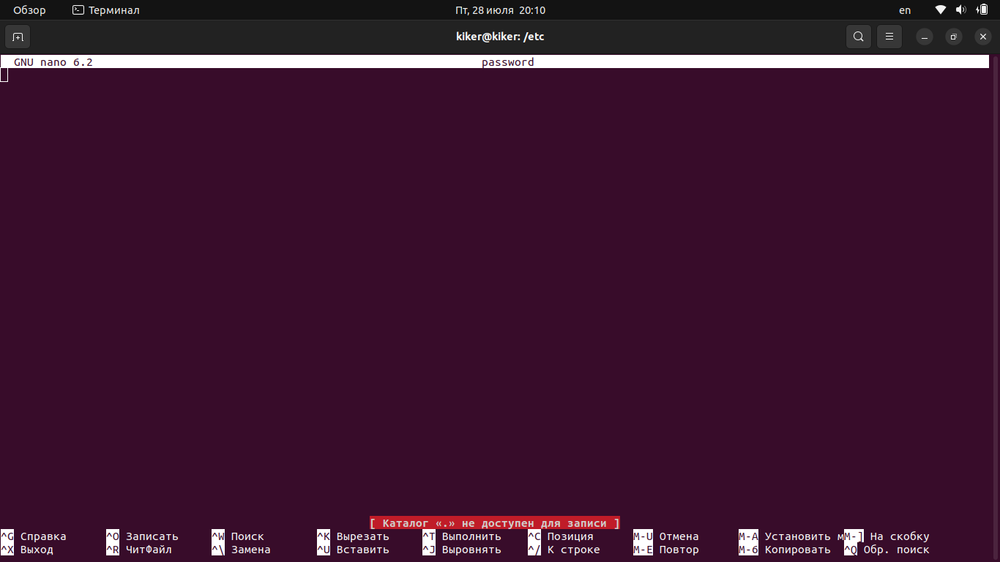 Обзор Терминал Пт, 28 июля 20:10 en
kiker@kiker: /etc
GNU nano 6.2 password
[ Каталог «.» не доступен для записи ]
^G Справка ^O Записать ^W Поиск ^K Вырезать ^T Выполнить ^C Позиция M-U Отмена M-A Установить мM-] На скобку
^X Выход ^R ЧитФайл ^\ Замена ^U Вставить ^J Выровнять ^/ К строке M-E Повтор M-6 Копировать ^Q Обр. поиск